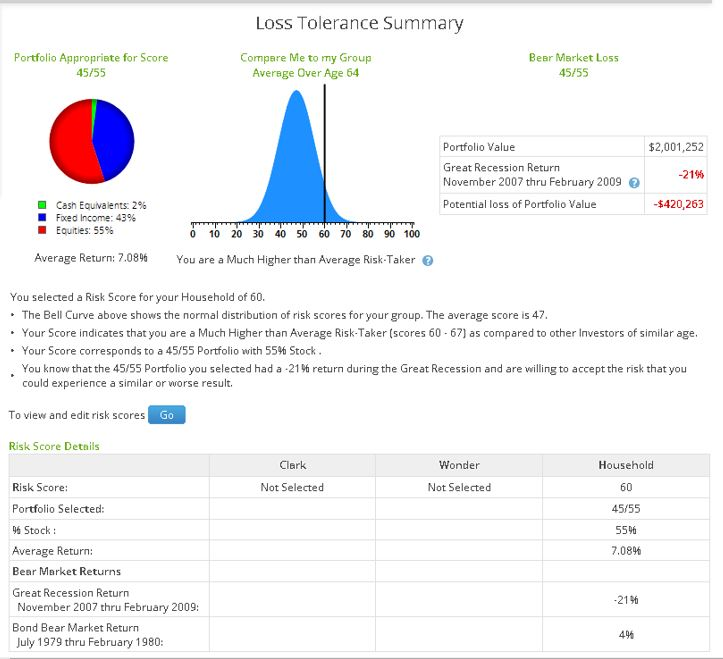 Loss Tolerance Summary
Portfolio Appropriate for Score
45/55
Compare Me to my Group
Average Over Age 64
Bear Market Loss
45/55
Cash Equivalents: 2%
Fixed Income: 43%
Equities: 55%
Average Return: 7.08%
0 10 20 30 40 50 60 70 80 90 100
You are a Much Higher than Average Risk-Taker ?
Portfolio Value $2,001,252
Great Recession Return
November 2007 thru February 2009 ? -21%
Potential loss of Portfolio Value -$420,263
You selected a Risk Score for your Household of 60.
• The Bell Curve above shows the normal distribution of risk scores for your group. The average score is 47.
• Your Score indicates that you are a Much Higher than Average Risk-Taker (scores 60 - 67) as compared to other Investors of similar age.
• Your Score corresponds to a 45/55 Portfolio with 55% Stock .
• You know that the 45/55 Portfolio you selected had a -21% return during the Great Recession and are willing to accept the risk that you
could experience a similar or worse result.
To view and edit risk scores Go
Risk Score Details
Clark Wonder Household
Risk Score: Not Selected Not Selected 60
Portfolio Selected: 45/55
% Stock : 55%
Average Return: 7.08%
Bear Market Returns
Great Recession Return
November 2007 thru February 2009: -21%
Bond Bear Market Return
July 1979 thru February 1980: 4%